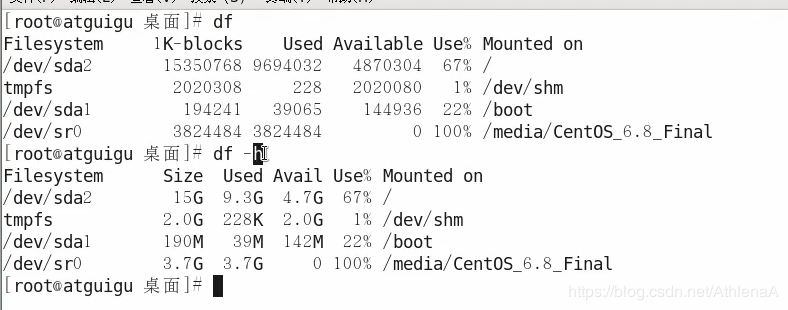 [root@atguigu 桌面]# df
Filesystem     1K-blocks    Used Available Use% Mounted on
/dev/sda2       15350768 9694032   4870304  67% /
tmpfs            2020308     228   2020080   1% /dev/shm
/dev/sda1         194241   39065    144936  22% /boot
/dev/sr0         3824484 3824484         0 100% /media/CentOS_6.8_Final
[root@atguigu 桌面]# df -h
Filesystem      Size  Used Avail Use% Mounted on
/dev/sda2        15G  9.3G  4.7G  67% /
tmpfs           2.0G  228K  2.0G   1% /dev/shm
/dev/sda1       190M   39M  142M  22% /boot
/dev/sr0        3.7G  3.7G     0 100% /media/CentOS_6.8_Final
[root@atguigu 桌面]#
https://blog.csdn.net/AthlenaA